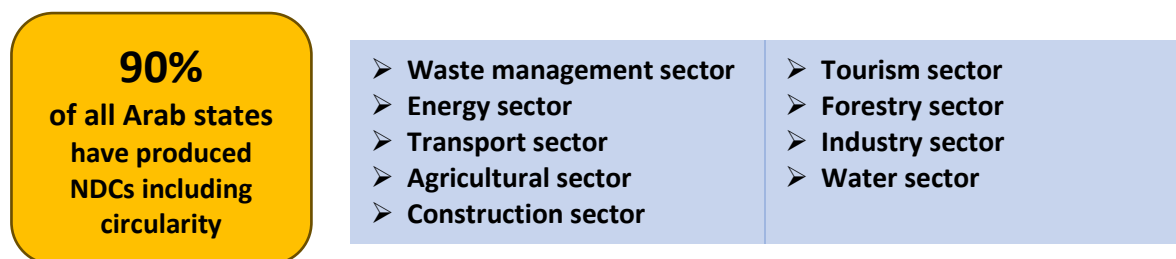 90%
of all Arab states
have produced
NDCs including
circularity
➢ Waste management sector
➢ Energy sector
➢ Transport sector
➢ Agricultural sector
➢ Construction sector
➢ Tourism sector
➢ Forestry sector
➢ Industry sector
➢ Water sector